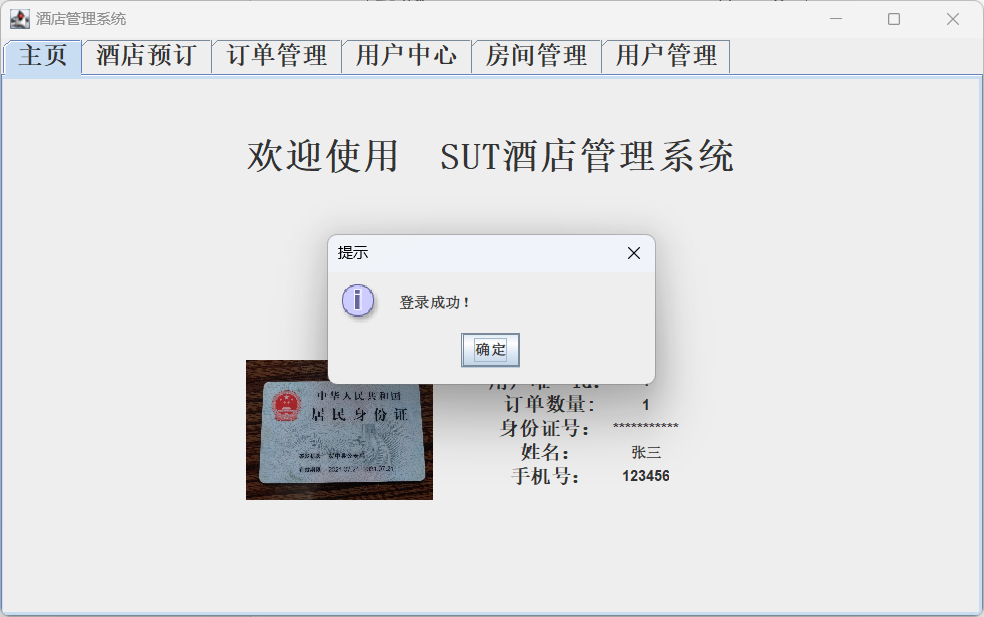 酒店管理系统
主页 酒店预订 订单管理 用户中心 房间管理 用户管理
欢迎使用 SUT酒店管理系统
提示
登录成功!
确定
订单数量: 1
身份证号: ***********
姓名: 张三
手机号: 123456
中华人民共和国
居民身份证